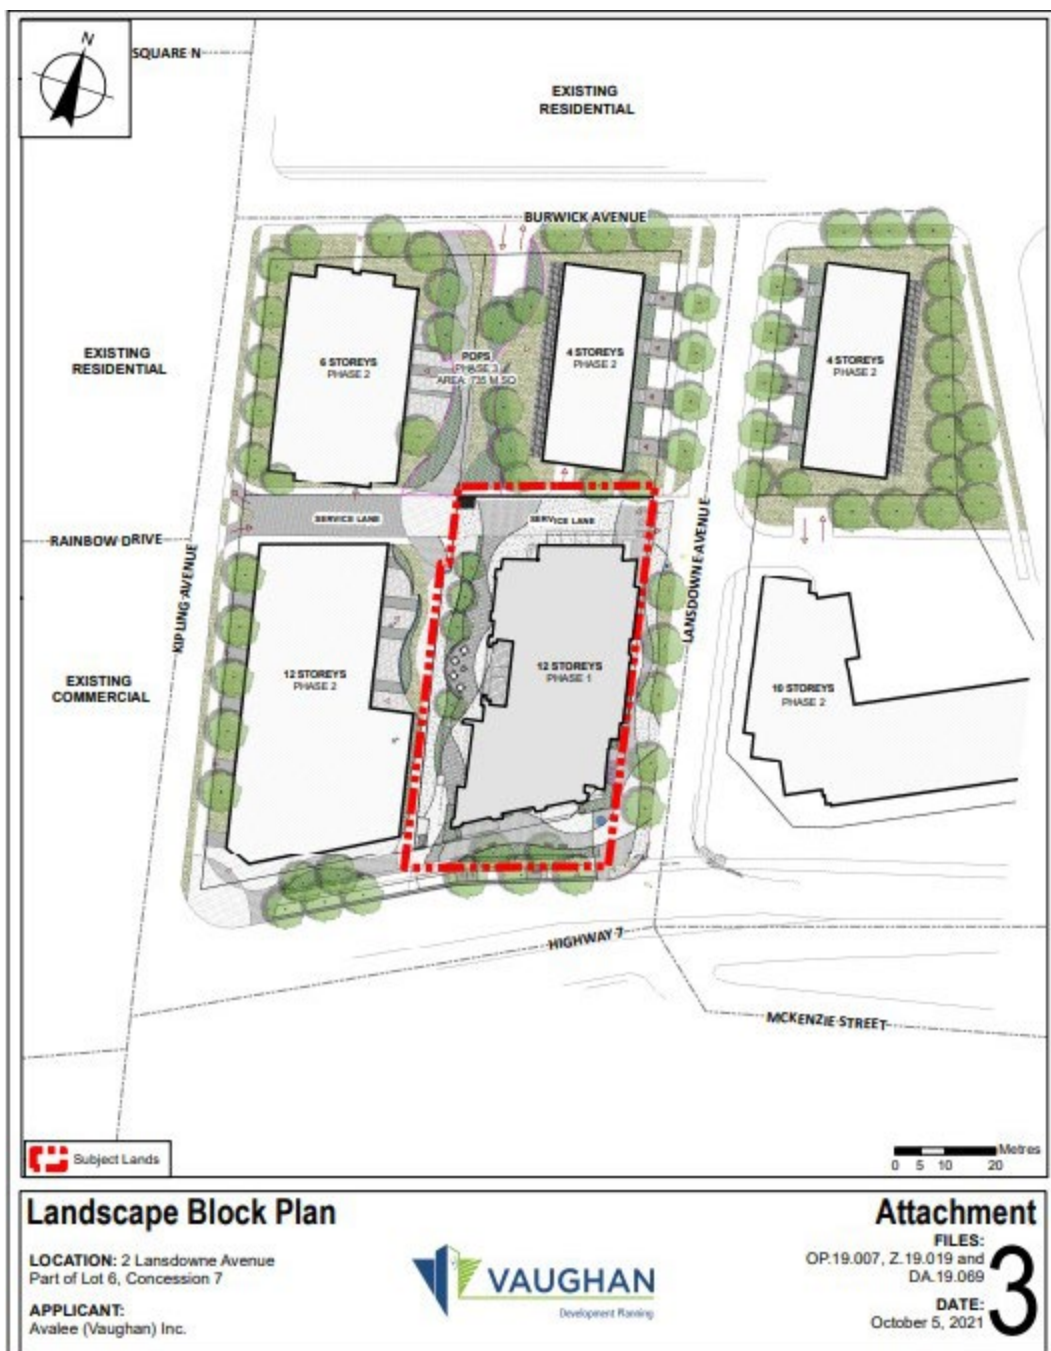 N
SQUARE N
EXISTING
RESIDENTIAL
BURWICK AVENUE
EXISTING
RESIDENTIAL
6 STOREYS
PHASE 2
POPS
PHASE 3
AREA: 735 M SQ
4 STOREYS
PHASE 2
4 STOREYS
PHASE 2
SERVICE LANE
SERVICE LANE
RAINBOW DRIVE
KIPLING AVENUE
LANSDOWNE AVENUE
EXISTING
COMMERCIAL
12 STOREYS
PHASE 2
12 STOREYS
PHASE 1
10 STOREYS
PHASE 2
HIGHWAY 7
MCKENZIE STREET
Subject Lands
Metres
0 5 10 20
Landscape Block Plan
LOCATION: 2 Lansdowne Avenue
Part of Lot 6, Concession 7
APPLICANT:
Avalee (Vaughan) Inc.
VAUGHAN
Development Planning
Attachment
FILES:
OP.19.007, Z.19.019 and
DA.19.069
DATE:
October 5, 2021
3